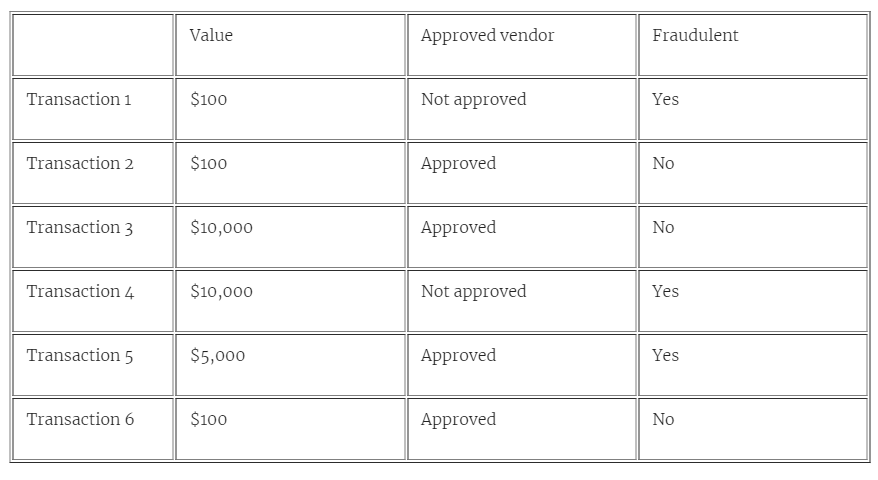 Value Approved vendor Fraudulent
Transaction 1 $100 Not approved Yes
Transaction 2 $100 Approved No
Transaction 3 $10,000 Approved No
Transaction 4 $10,000 Not approved Yes
Transaction 5 $5,000 Approved Yes
Transaction 6 $100 Approved No